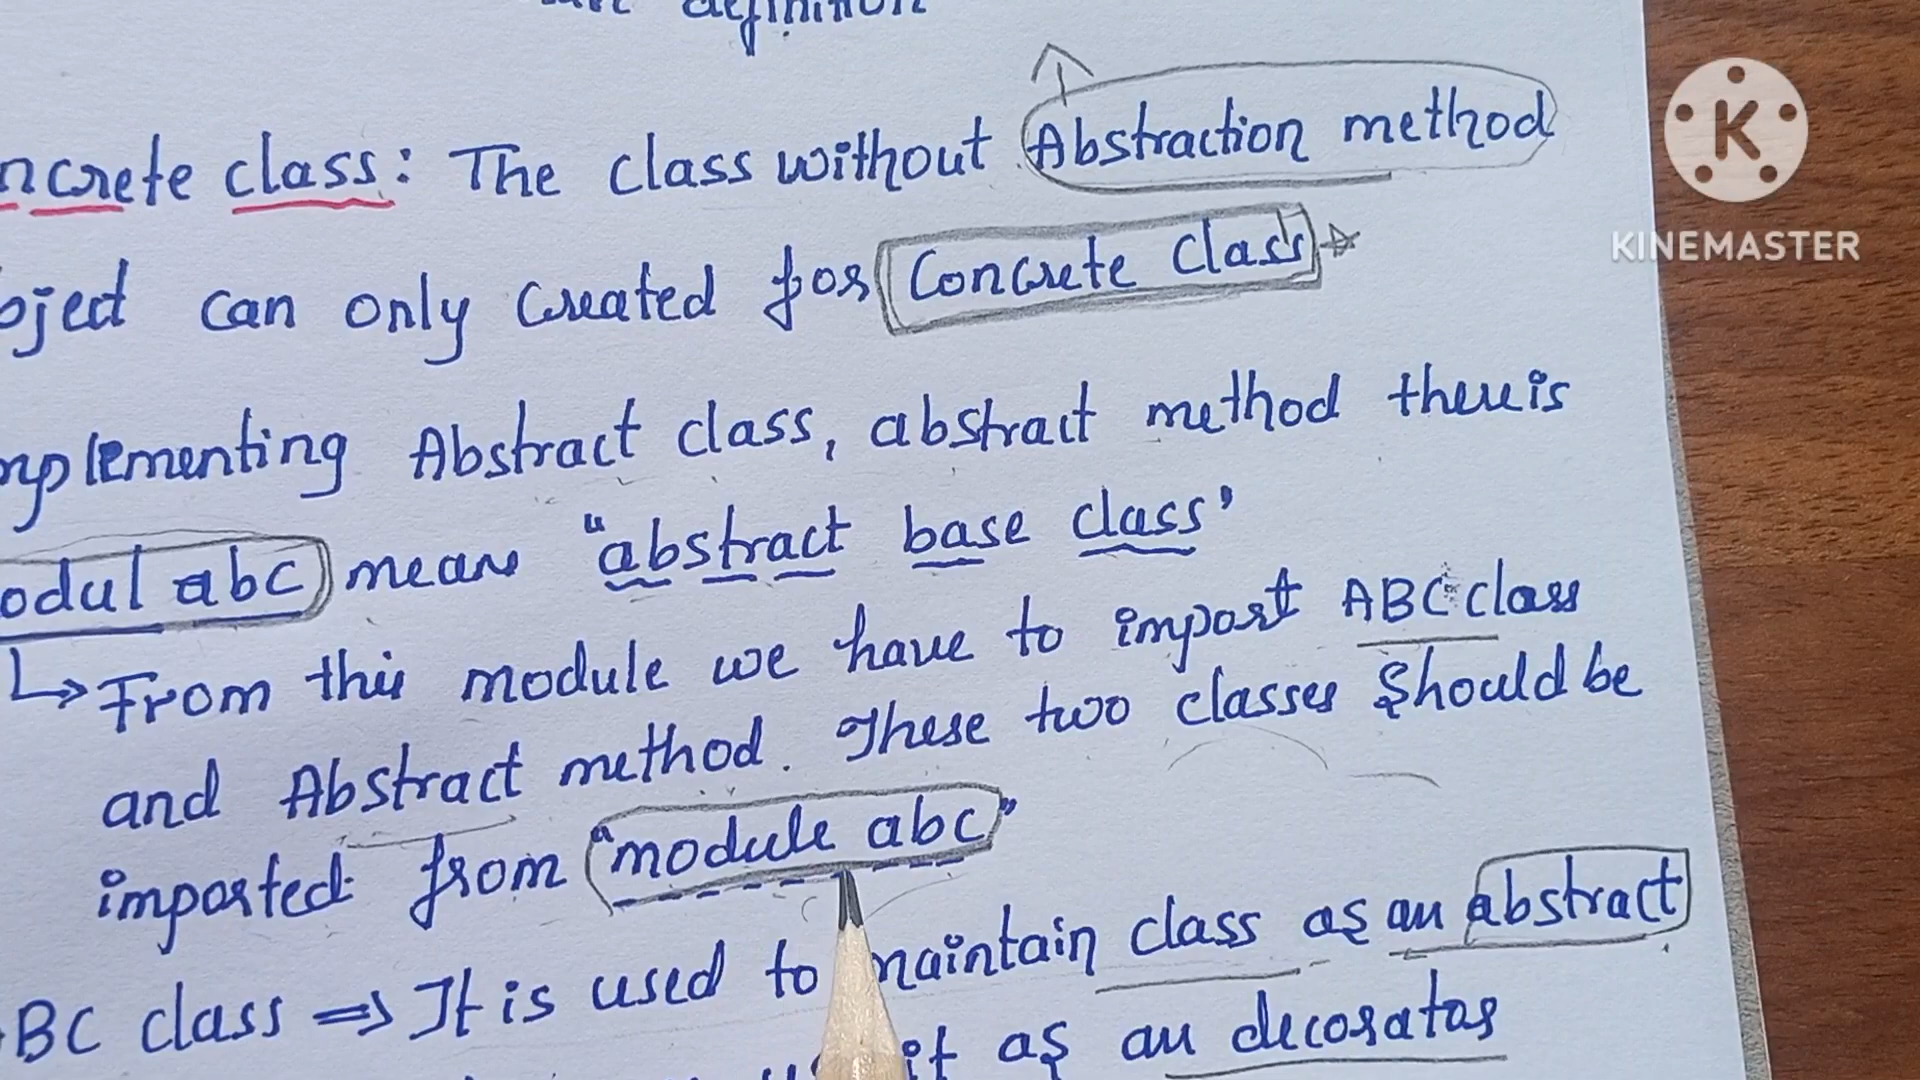 definition
ncrete class: The class without Abstraction method
ojed can only created for Concrete Class
mplementing Abstract class, abstract method there is
odul abc means "abstract base class"
↳ From this module we have to import ABC class
and Abstract method. These two classes should be
imported from "module abc"
BC class ⇒ It is used to maintain class as an abstract
it as an decorator
K
KINEMASTER